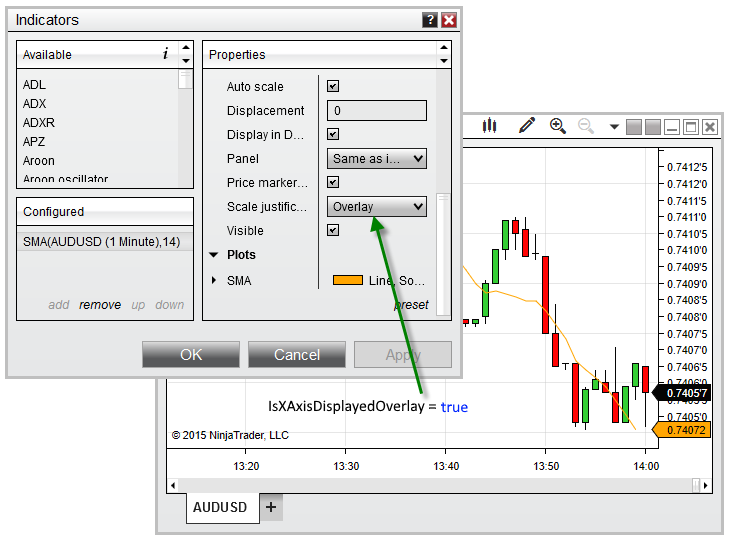 Indicators
?
Available
i
ADL
ADX
ADXR
APZ
Aroon
Aroon oscillator
Configured
SMA(AUDUSD (1 Minute),14)
add remove up down
Properties
Auto scale
Displacement 0
Display in D...
Panel Same as i...
Price marker...
Scale justific... Overlay
Visible
Plots
SMA Line, So...
preset
OK Cancel Apply
IsXAxisDisplayedOverlay = true
© 2015 NinjaTrader, LLC
0.7412'5
0.7412'0
0.7411'5
0.7411'0
0.7410'5
0.7410'0
0.7409'5
0.7409'0
0.7408'5
0.7408'0
0.7407'5
0.7407'0
0.7406'5
0.7406'0
0.7405'7
0.7405'0
0.74072
13:20 13:30 13:40 13:50 14:00
AUDUSD +